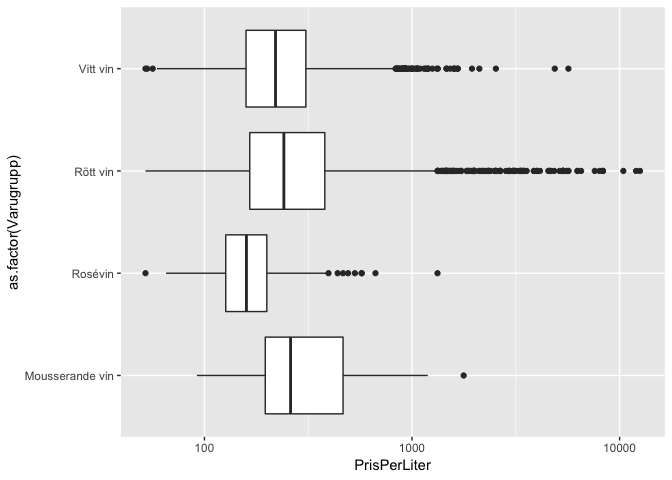 Vitt vin
Rött vin
Rosévin
Mousserande vin
as.factor(Varugrupp)
100
1000
10000
PrisPerLiter